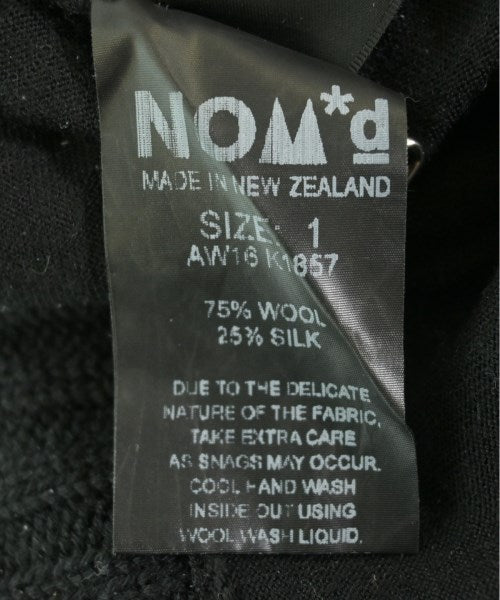 NOM*d
MADE IN NEW ZEALAND
SIZE: 1
AW16 K1657
75% WOOL
25% SILK
DUE TO THE DELICATE
NATURE OF THE FABRIC,
TAKE EXTRA CARE
AS SNAGS MAY OCCUR.
COOL HAND WASH
INSIDE OUT USING
WOOL WASH LIQUID.